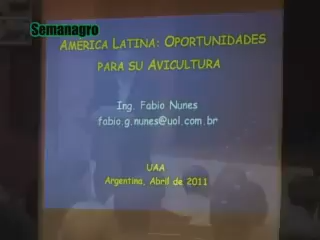 Semanagro
AMÉRICA LATINA: OPORTUNIDADES
PARA SU AVICULTURA
Ing. Fabio Nunes
fabio.g.nunes@uol.com.br
UAA
Argentina, Abril de 2011